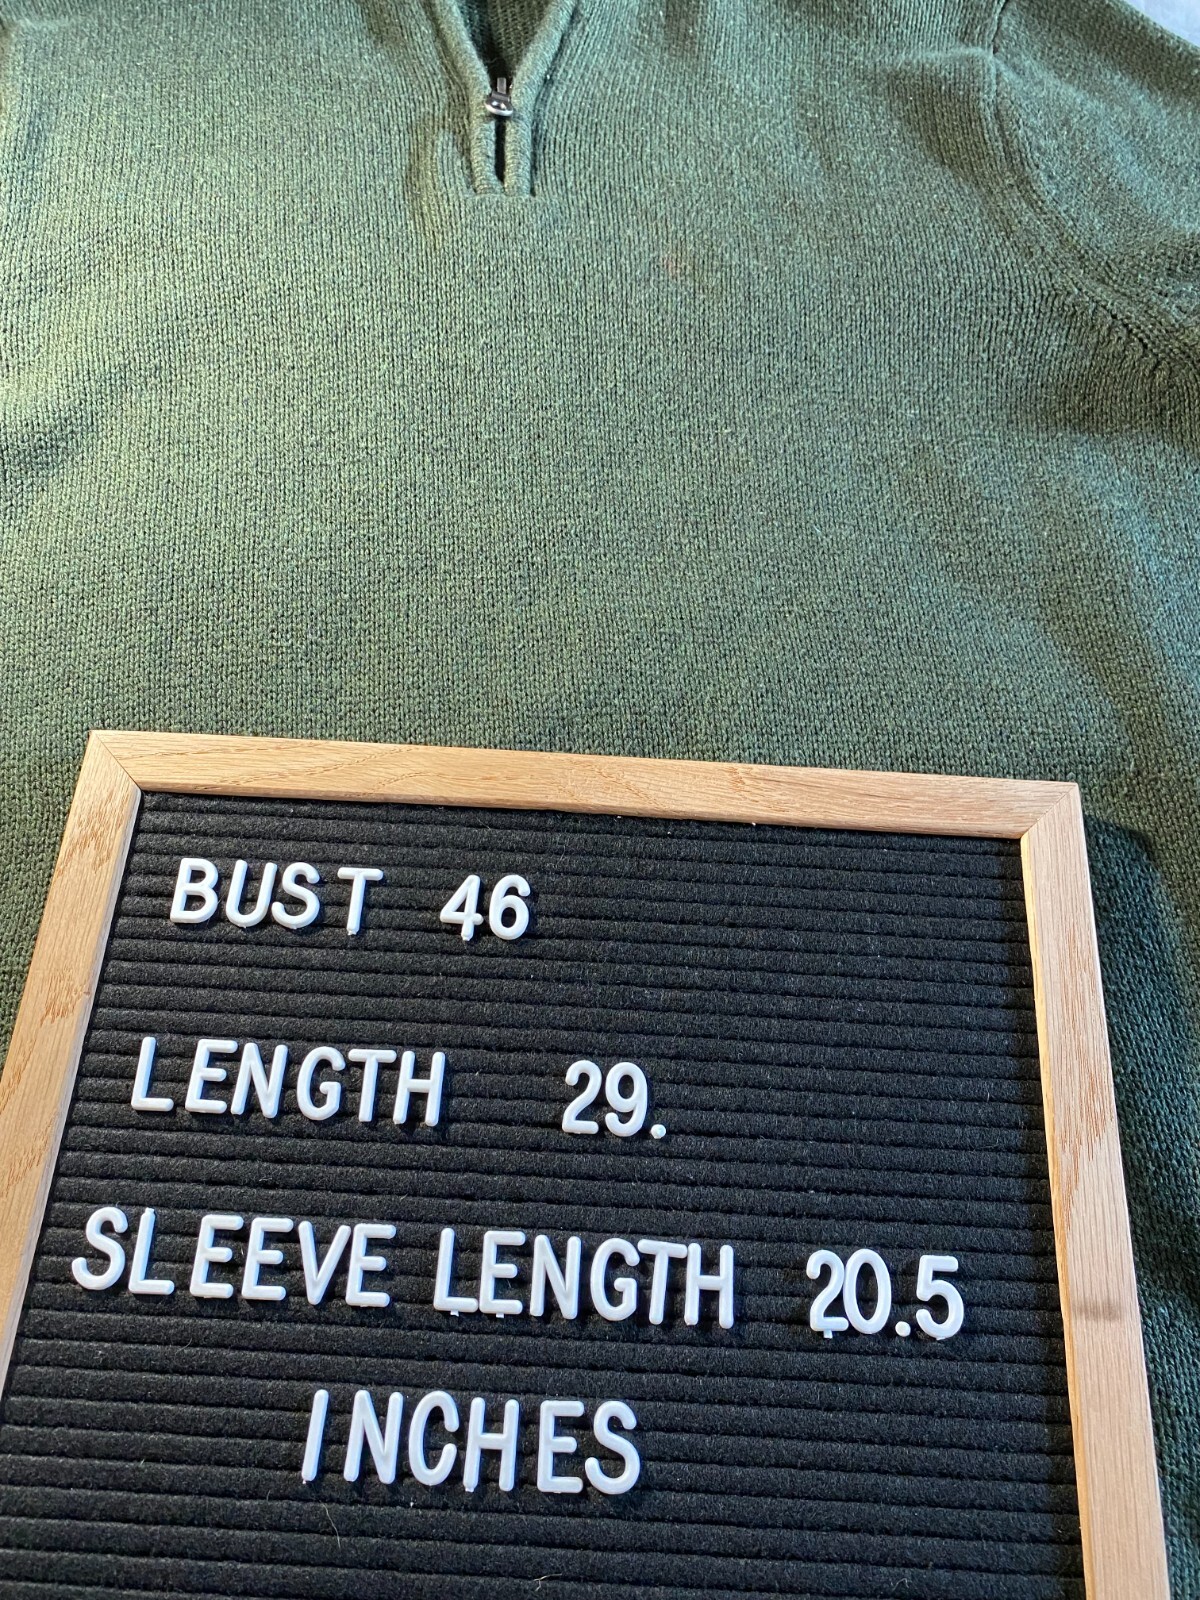 BUST 46
LENGTH 29.
SLEEVE LENGTH 20.5
INCHES